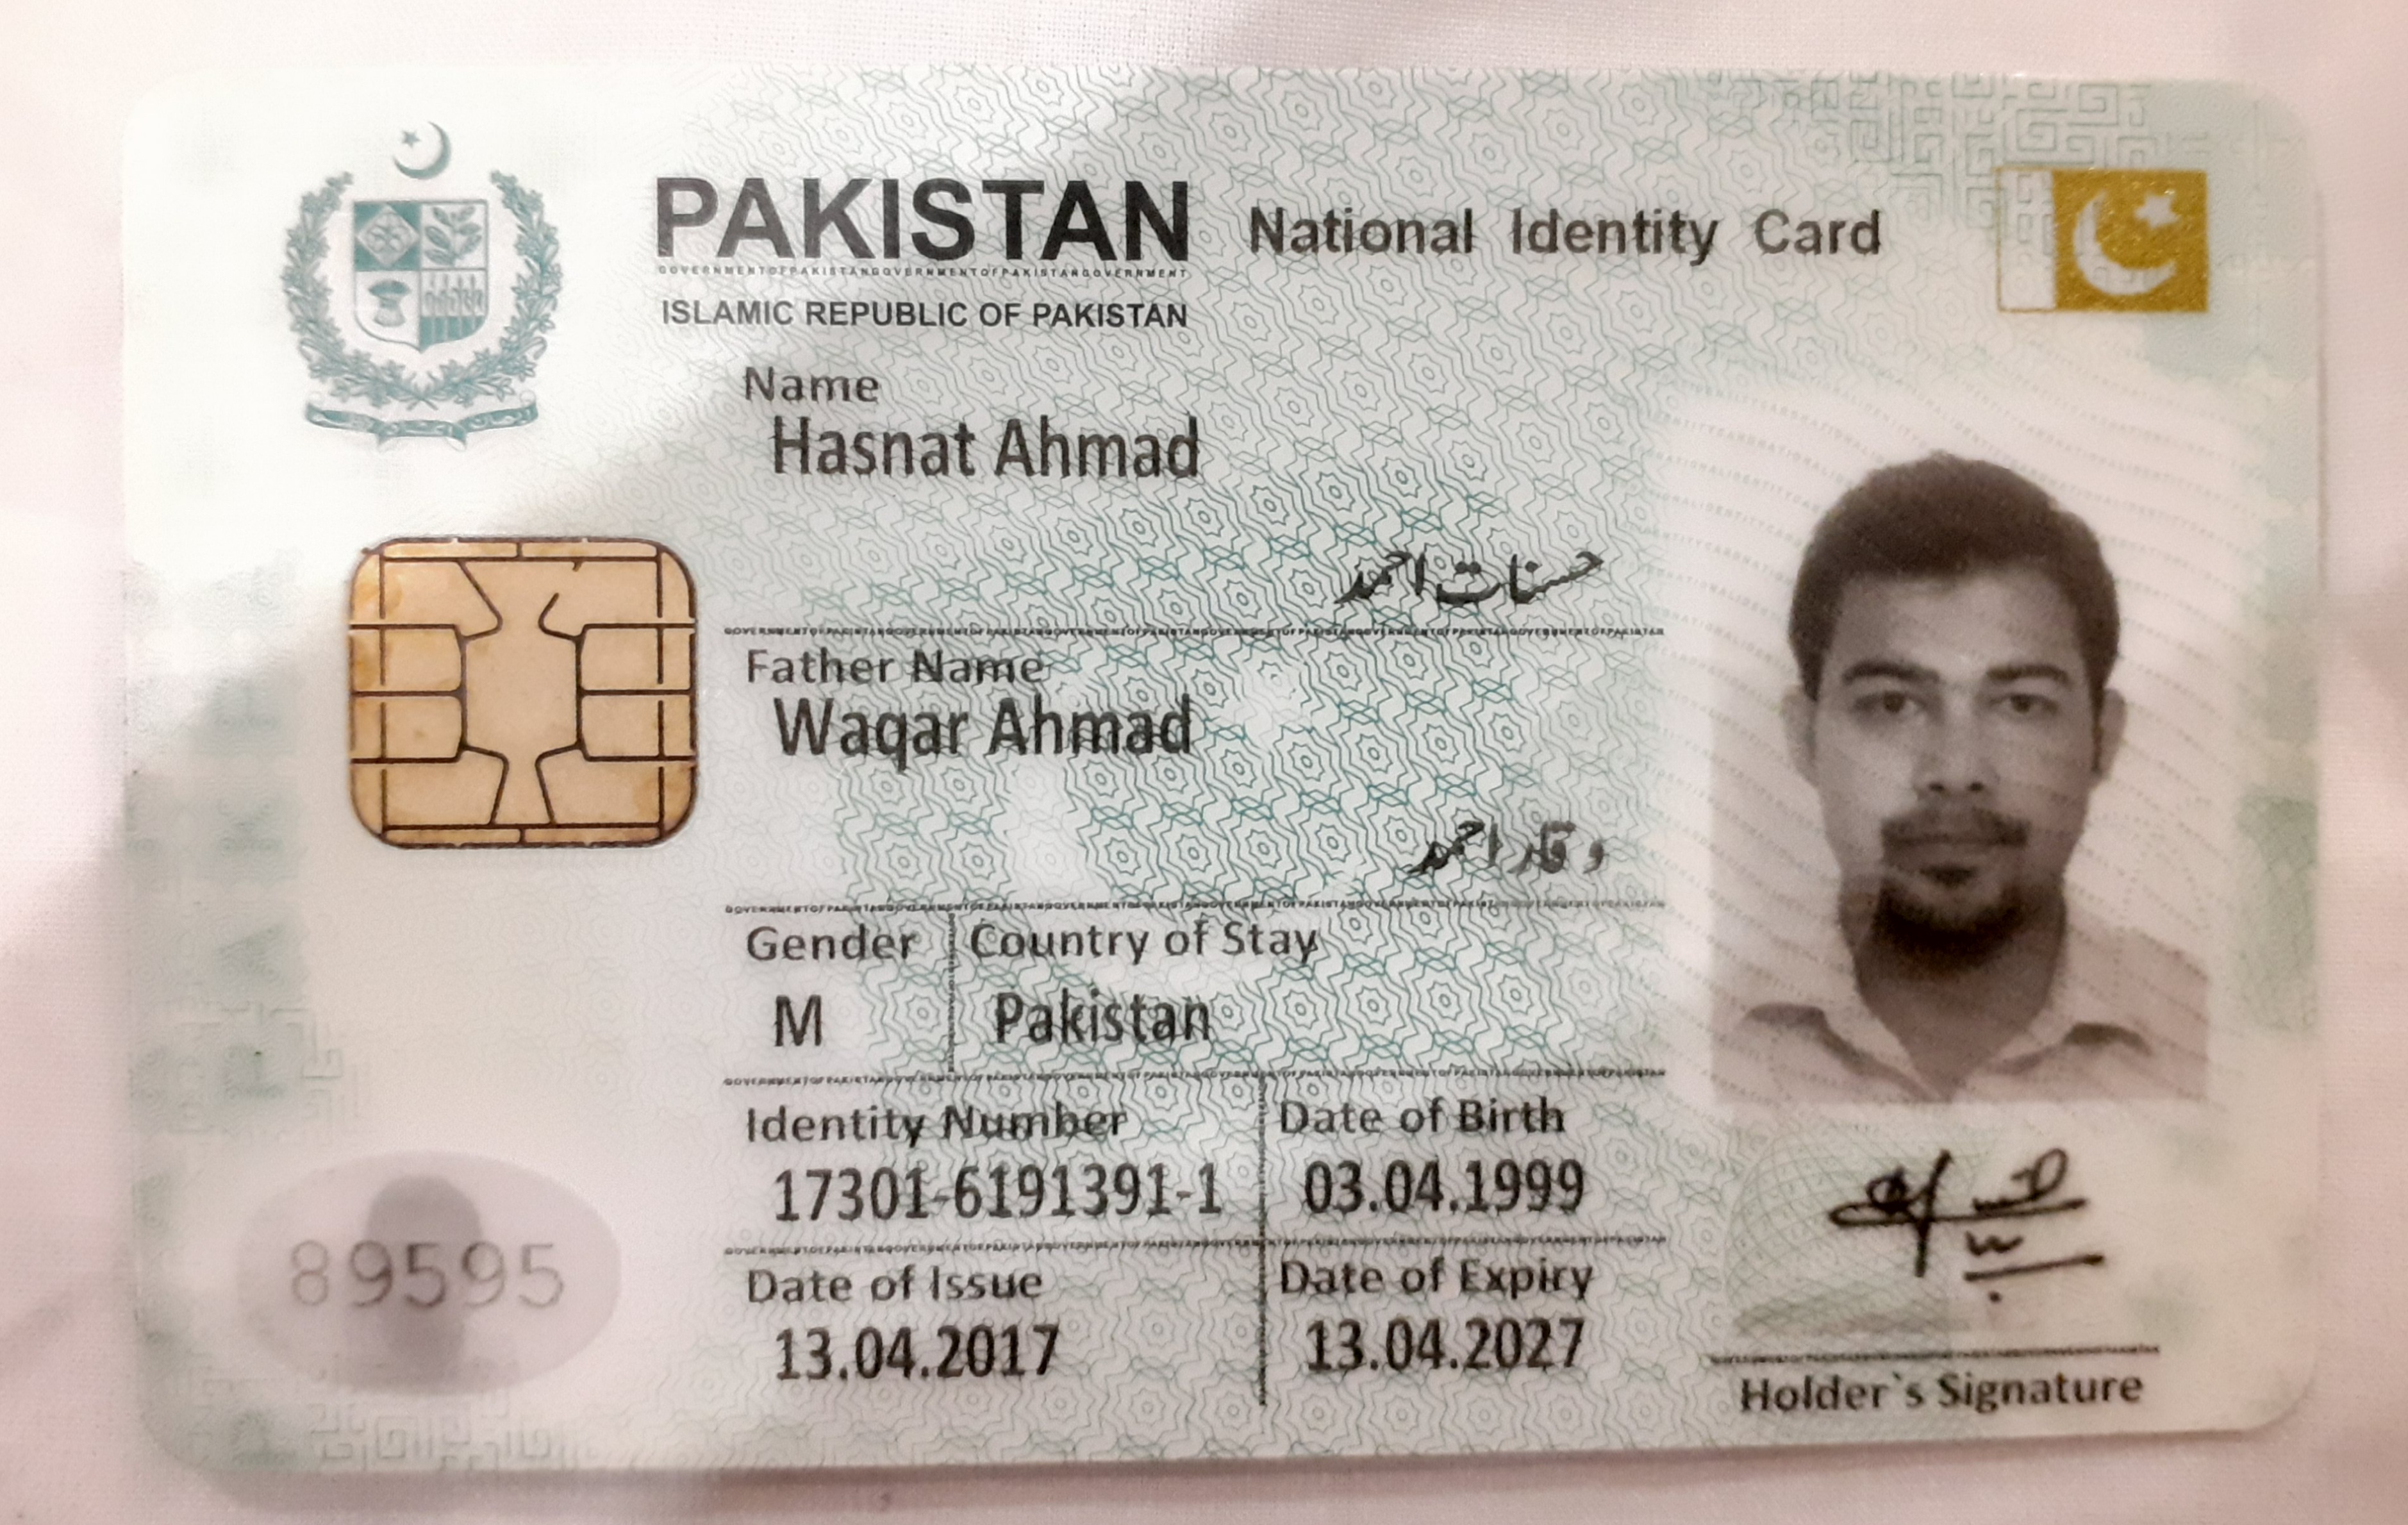 PAKISTAN National Identity Card
ISLAMIC REPUBLIC OF PAKISTAN
Name
Hasnat Ahmad
حسنات احمد
Father Name
Waqar Ahmad
وقار احمد
Gender Country of Stay
M Pakistan
Identity Number Date of Birth
17301-6191391-1 03.04.1999
89595
Date of Issue Date of Expiry
13.04.2017 13.04.2027
Holder`s Signature